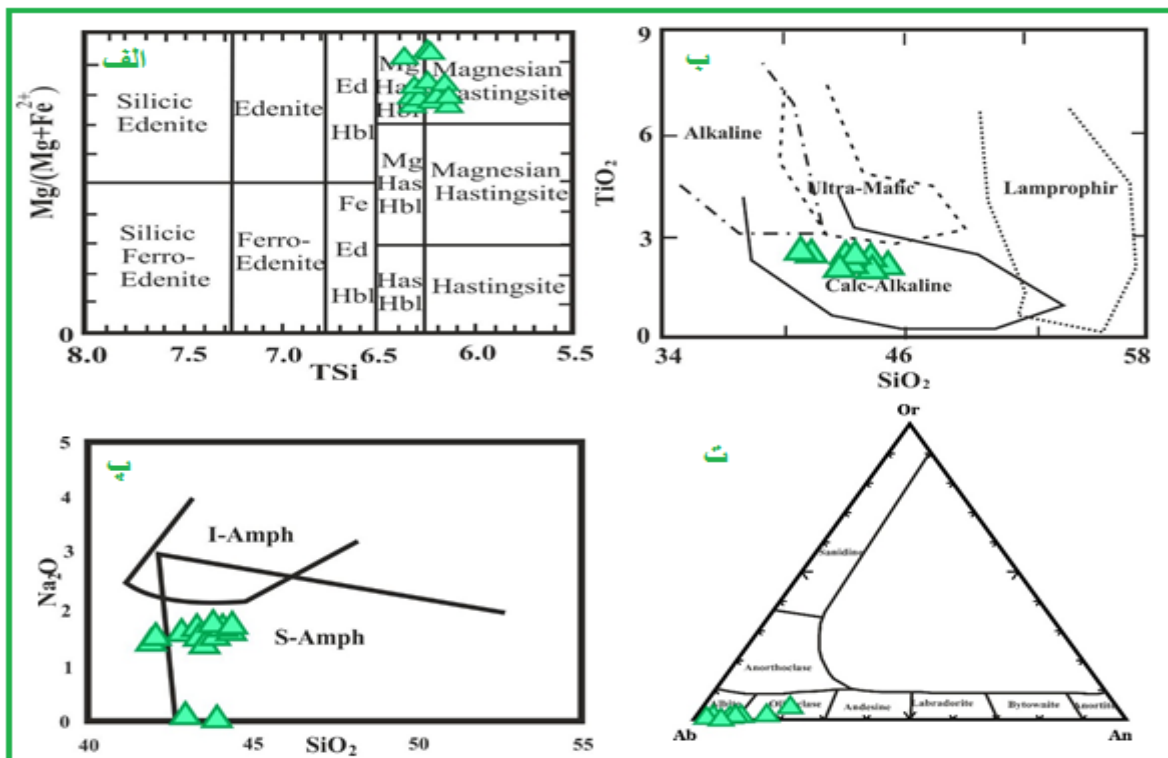 الف
Mg/(Mg+Fe²⁺)
Silicic
Edenite
Edenite
Ed
Hbl
Mg
Has
Hbl
Magnesian
Hastingsite
Silicic
Ferro-
Edenite
Ferro-
Edenite
Fe
Ed
Hbl
Mg
Has
Hbl
Magnesian
Hastingsite
Has
Hbl
Hastingsite
0
8.0 7.5 7.0 6.5 6.0 5.5
TSi
ب
9
6
3
0
TiO₂
Alkaline
Ultra-Mafic
Lamprophir
Calc-Alkaline
34 46 58
SiO₂
پ
5
4
3
2
1
0
Na₂O
I-Amph
S-Amph
40 45 50 55
SiO₂
ت
Or
Sanidine
Anorthoclase
Andesine
Labradorite
Bytownite
Anortite
Ab An